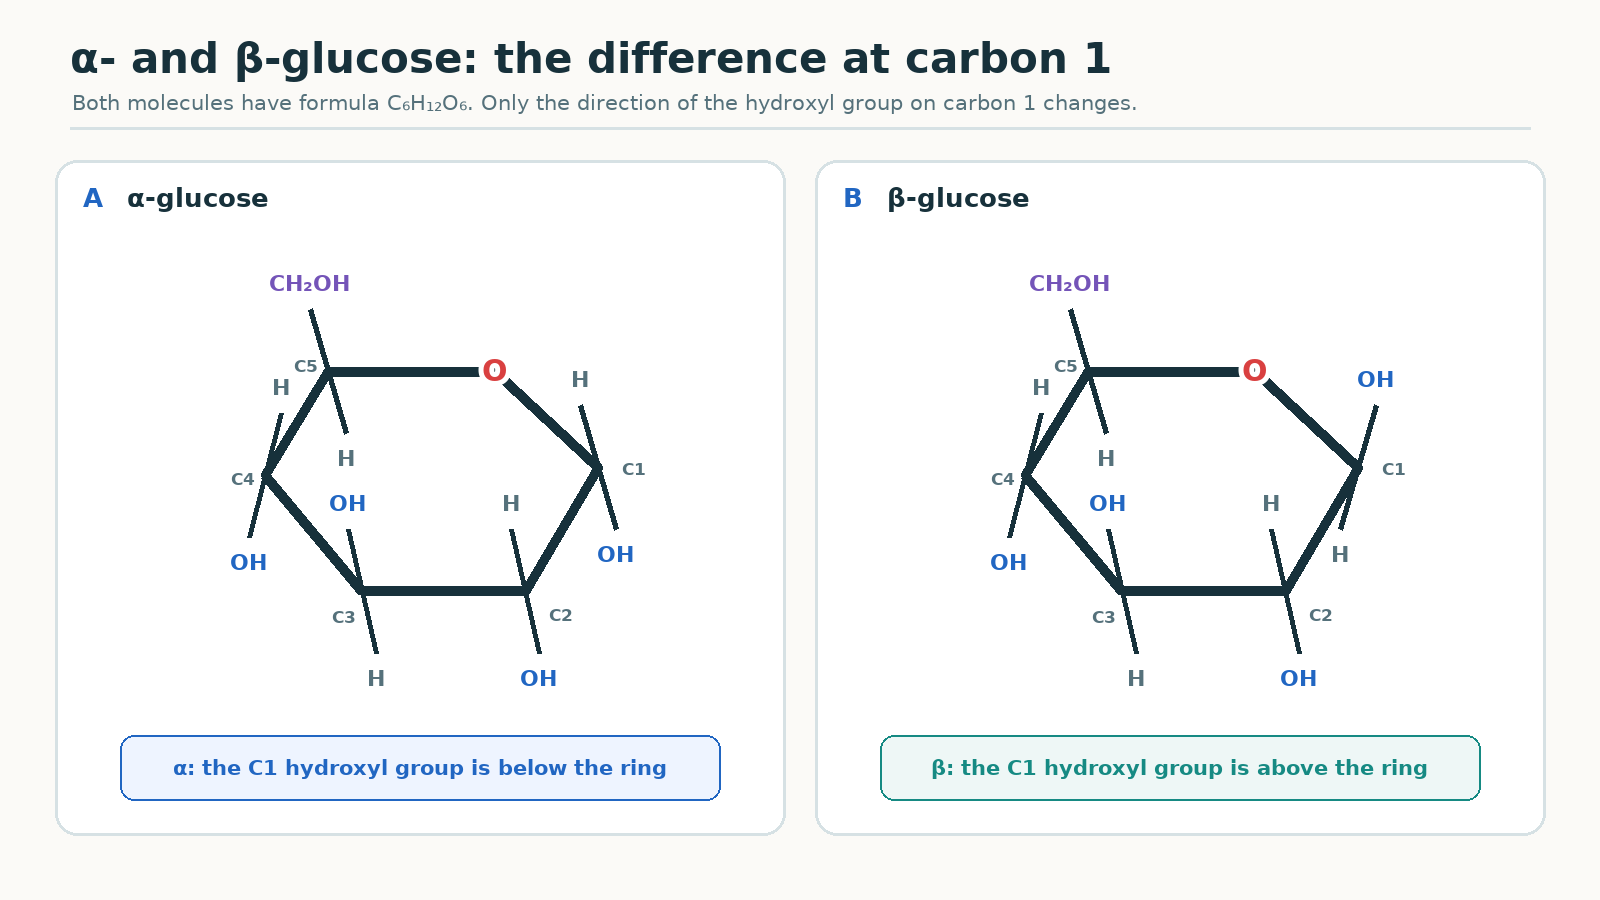 α- and β-glucose: the difference at carbon 1
Both molecules have formula C₆H₁₂O₆. Only the direction of the hydroxyl group on carbon 1 changes.
A α-glucose
CH₂OH
C5
O
H
H
H
C4
C1
OH
H
OH
OH
C3
C2
H
OH
α: the C1 hydroxyl group is below the ring
B β-glucose
CH₂OH
C5
O
H
OH
H
C4
C1
OH
H
H
OH
C3
C2
H
OH
β: the C1 hydroxyl group is above the ring